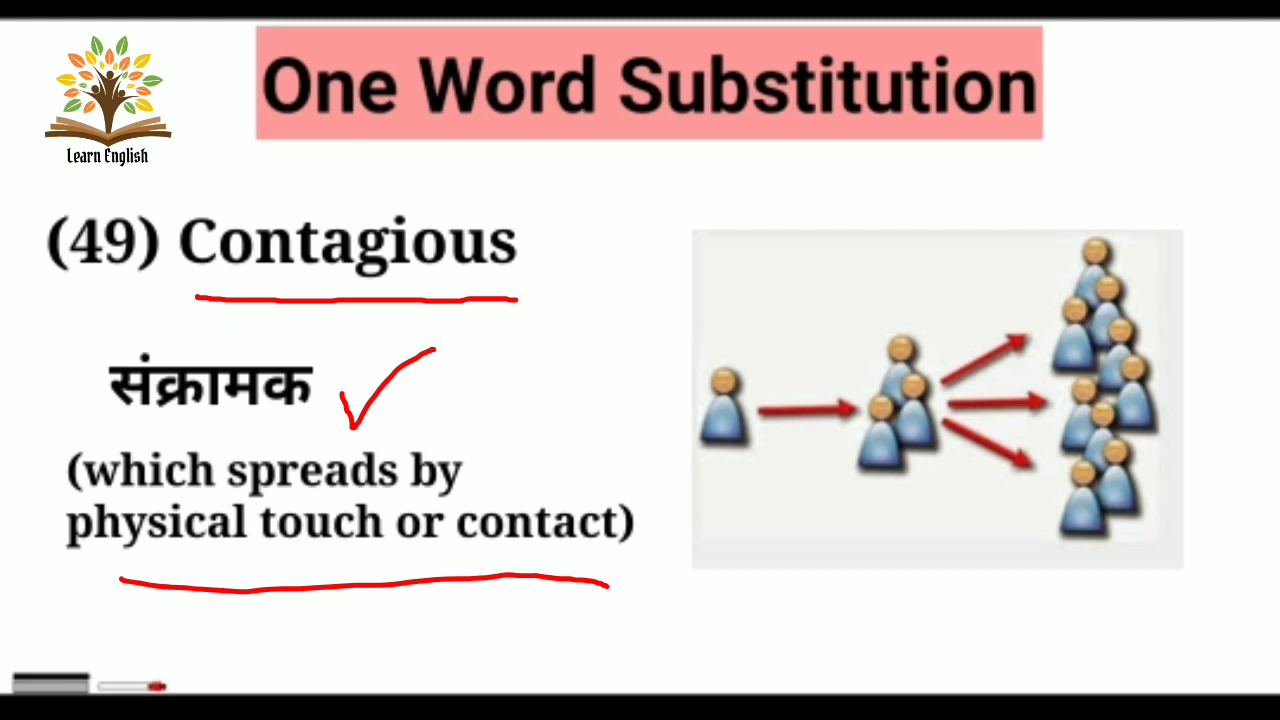 One Word Substitution
Learn English
(49) Contagious
संक्रामक
(which spreads by
physical touch or contact)